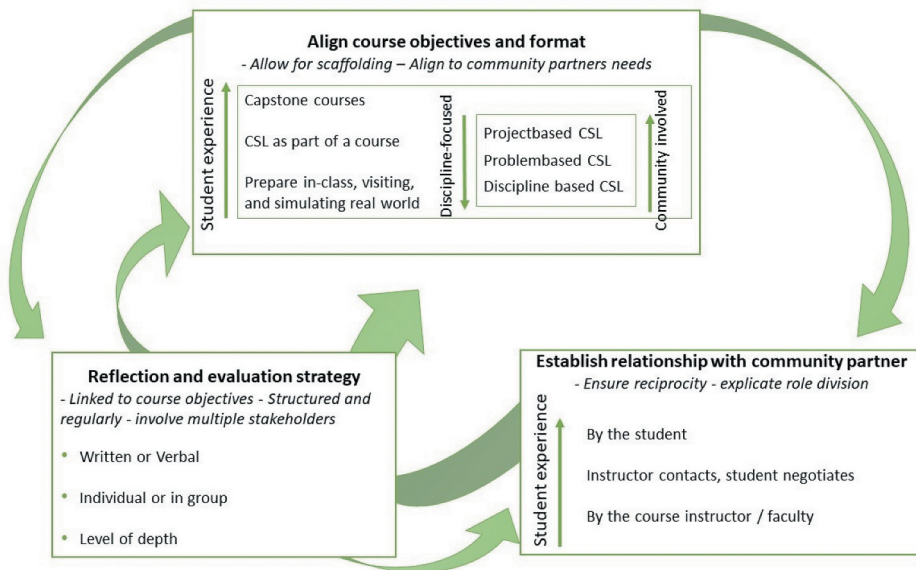 Align course objectives and format
- Allow for scaffolding – Align to community partners needs
Student experience
Capstone courses
CSL as part of a course
Prepare in-class, visiting,
and simulating real world
Discipline-focused
Projectbased CSL
Problembased CSL
Discipline based CSL
Community involved
Reflection and evaluation strategy
- Linked to course objectives - Structured and
regularly - involve multiple stakeholders
• Written or Verbal
• Individual or in group
• Level of depth
Establish relationship with community partner
- Ensure reciprocity - explicate role division
Student experience
By the student
Instructor contacts, student negotiates
By the course instructor / faculty